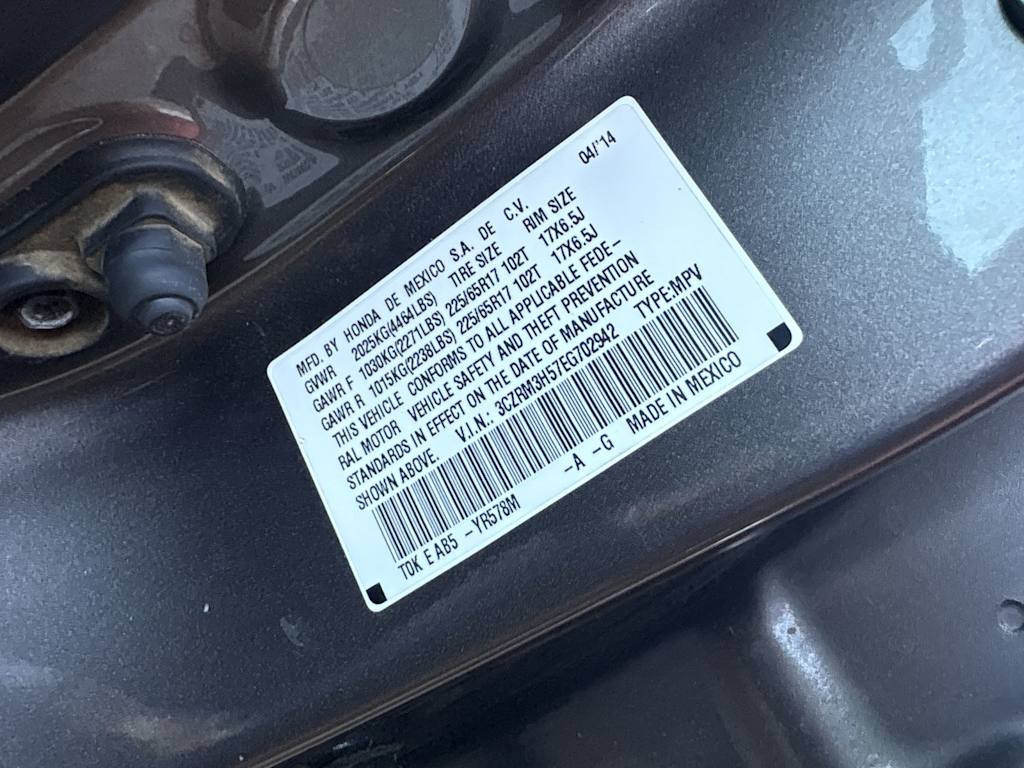 MFD. BY HONDA DE MEXICO S.A. DE C.V. 04/'14
GVWR 2025KG(4464LBS) TIRE SIZE RIM SIZE
GAWR F 1030KG(2271LBS) 225/65R17 102T 17X6.5J
GAWR R 1015KG(2238LBS) 225/65R17 102T 17X6.5J
THIS VEHICLE CONFORMS TO ALL APPLICABLE FEDE-
RAL MOTOR VEHICLE SAFETY AND THEFT PREVENTION
STANDARDS IN EFFECT ON THE DATE OF MANUFACTURE
SHOWN ABOVE. V.I.N.: 3CZRM3H57EG702942 TYPE:MPV
T0K EAB5 -YR578M -A -G MADE IN MEXICO